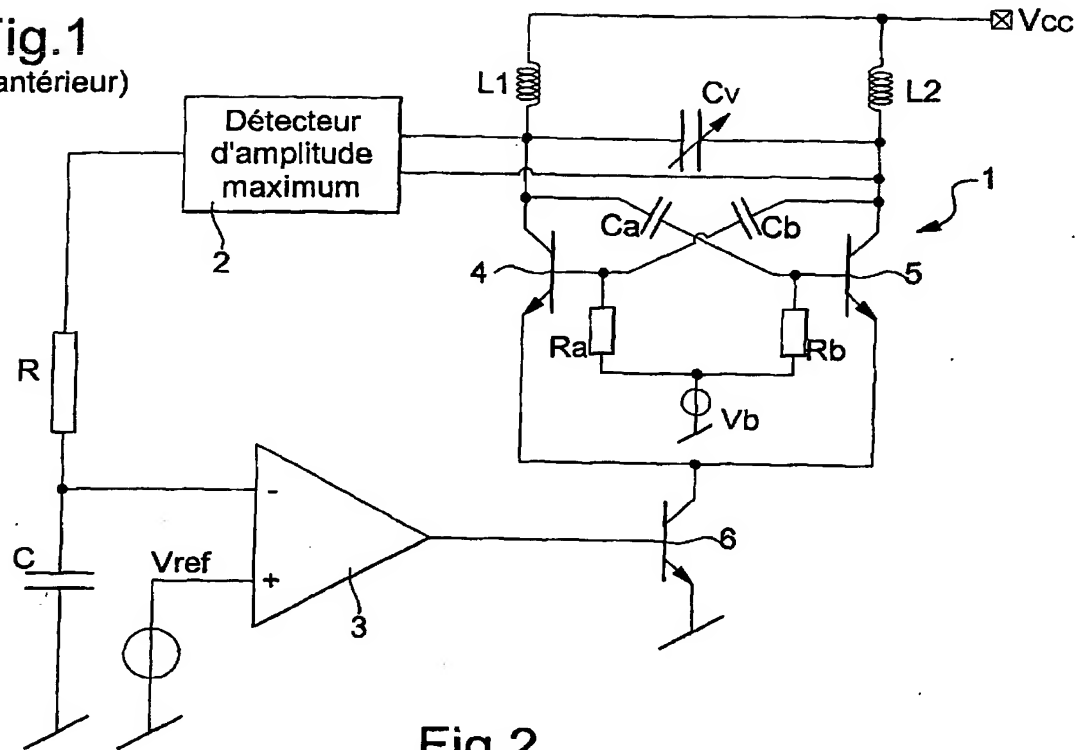 Fig.1
antérieur)
Vcc
L1
L2
Cv
Détecteur
d'amplitude
maximum
2
1
Ca
Cb
4
5
Ra
Rb
R
Vb
-
6
C
Vref
+
3
Fig.2